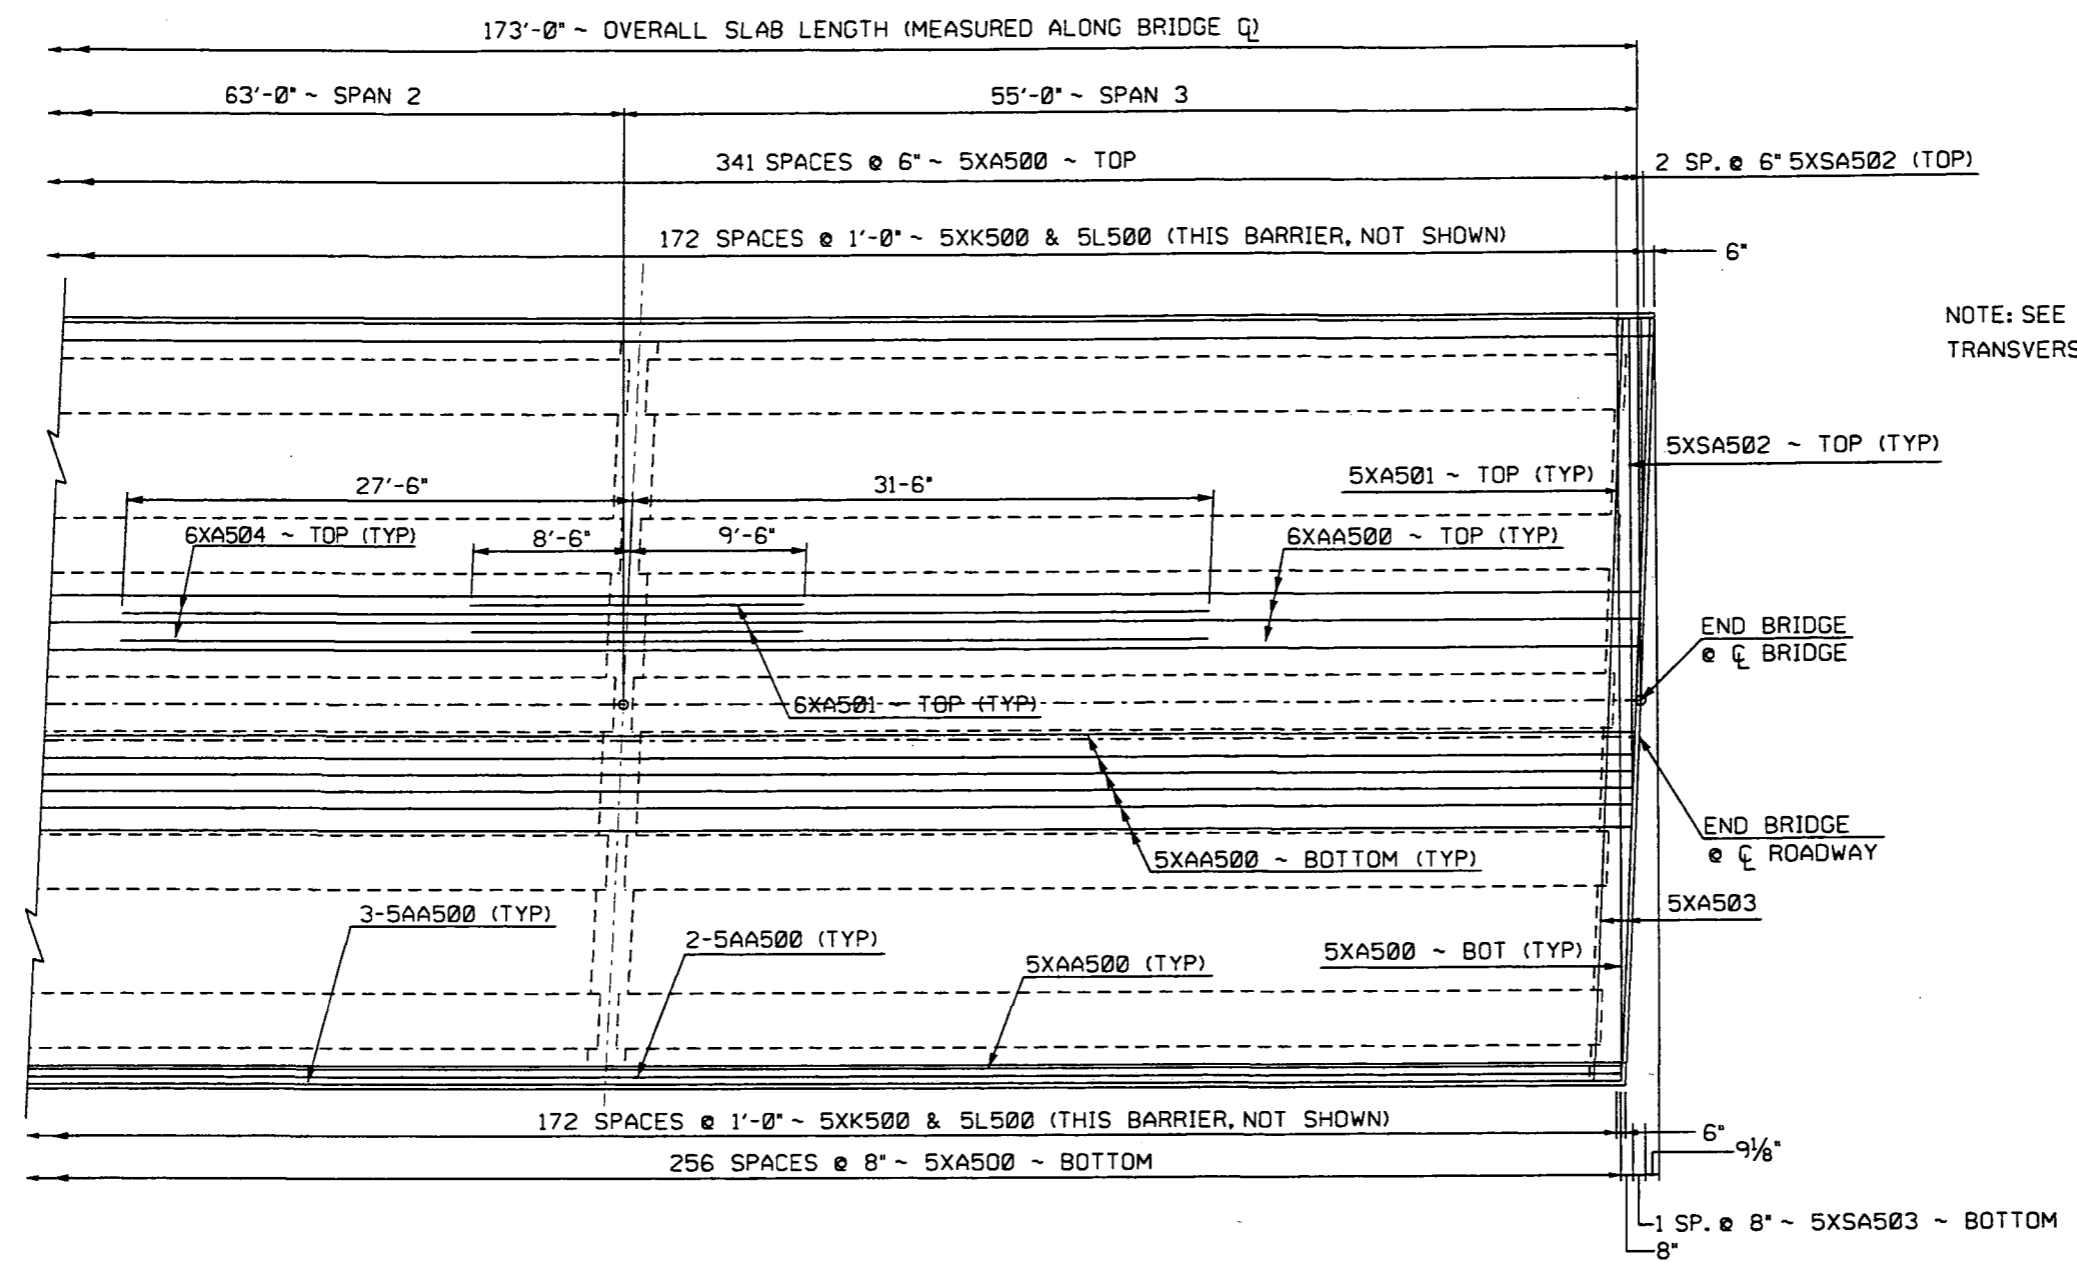 173'-0" ~ OVERALL SLAB LENGTH (MEASURED ALONG BRIDGE ℄)
63'-0" ~ SPAN 2
55'-0" ~ SPAN 3
341 SPACES @ 6" ~ 5XA500 ~ TOP
2 SP. @ 6" 5XSA502 (TOP)
172 SPACES @ 1'-0" ~ 5XK500 & 5L500 (THIS BARRIER, NOT SHOWN)
6"
NOTE: SEE
TRANSVERS
5XSA502 ~ TOP (TYP)
5XA501 ~ TOP (TYP)
27'-6"
31-6"
6XA504 ~ TOP (TYP)
8'-6"
9'-6"
6XAA500 ~ TOP (TYP)
END BRIDGE
@ ℄ BRIDGE
6XA501 ~ TOP (TYP)
END BRIDGE
@ ℄ ROADWAY
5XAA500 ~ BOTTOM (TYP)
5XA503
3-5AA500 (TYP)
2-5AA500 (TYP)
5XAA500 (TYP)
5XA500 ~ BOT (TYP)
172 SPACES @ 1'-0" ~ 5XK500 & 5L500 (THIS BARRIER, NOT SHOWN)
6"
9⅛"
256 SPACES @ 8" ~ 5XA500 ~ BOTTOM
1 SP. @ 8" ~ 5XSA503 ~ BOTTOM
8"